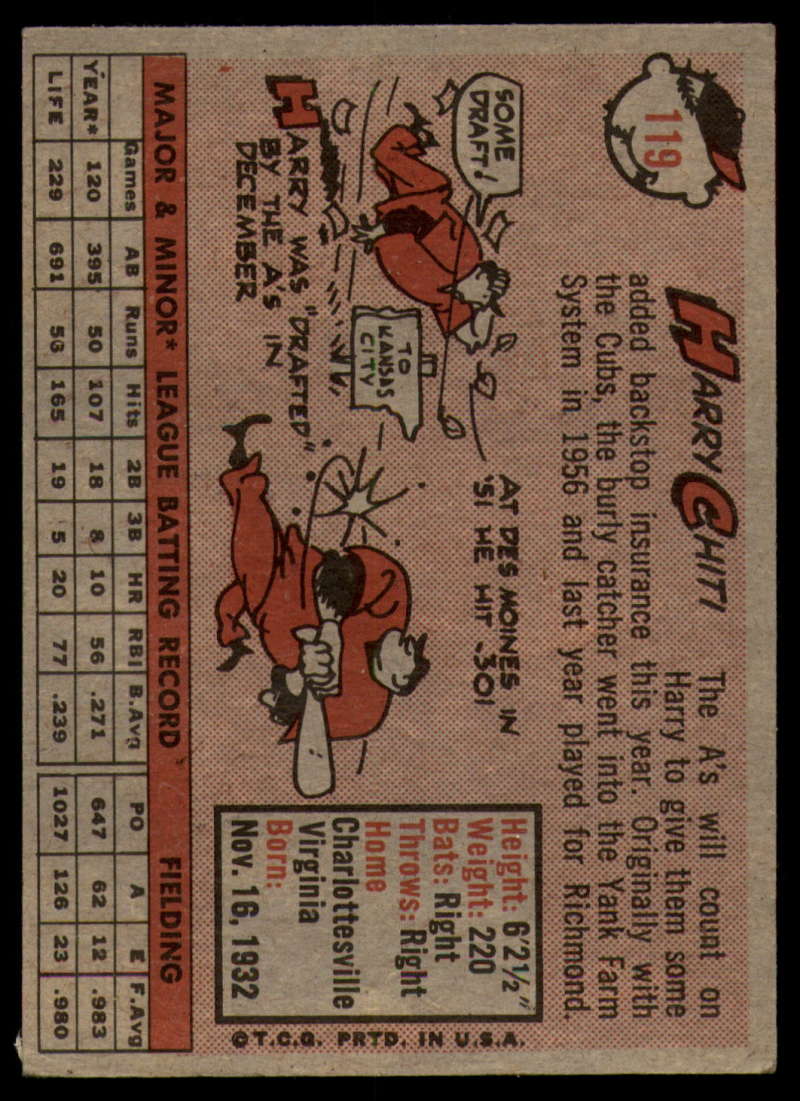 119
HARRY CHITI
The A's will count on
Harry to give them some
added backstop insurance this year. Originally with
the Cubs, the burly catcher went into the Yank Farm
System in 1956 and last year played for Richmond.
SOME
DRAFT!
TO
KANSAS
CITY
HARRY WAS "DRAFTED"
BY THE A'S IN
DECEMBER
AT DES MOINES IN
'51 HE HIT .301
Height: 6'2½"
Weight: 220
Bats: Right
Throws: Right
Home
Charlottesville
Virginia
Born:
Nov. 16, 1932
©T.C.G. PRTD. IN U.S.A.
MAJOR & MINOR* LEAGUE BATTING RECORD FIELDING
Games AB Runs Hits 2B 3B HR RBI B.Avg PO A E F.Avg
YEAR* 120 395 50 107 18 8 10 56 .271 647 62 12 .983
LIFE 229 691 53 165 19 5 20 77 .239 1027 126 23 .980